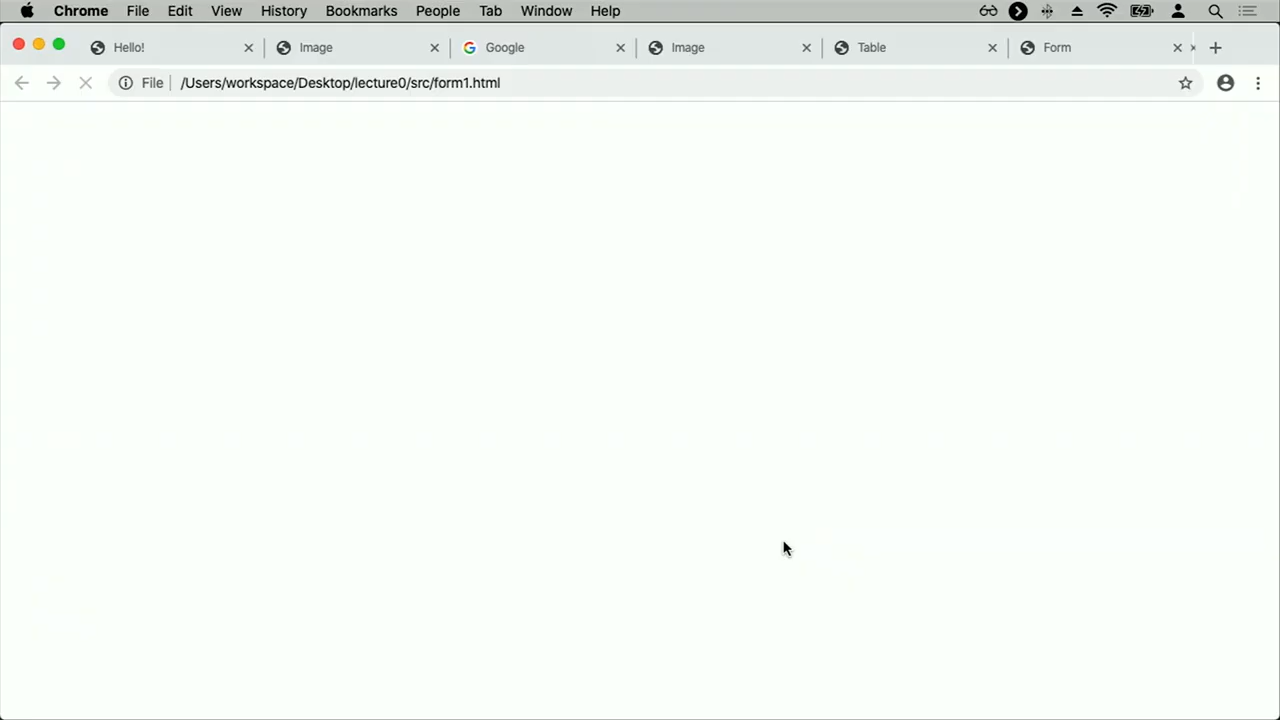 Chrome File Edit View History Bookmarks People Tab Window Help
Hello! Image Google Image Table Form
File /Users/workspace/Desktop/lecture0/src/form1.html